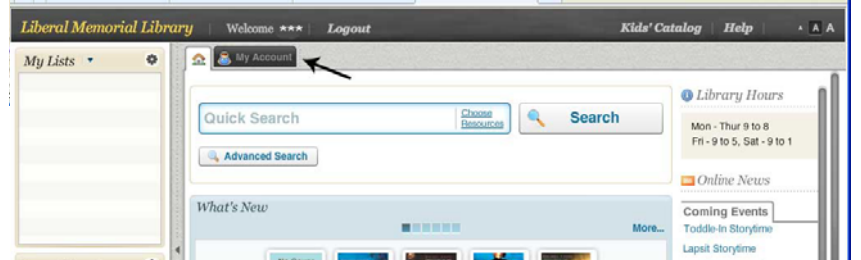 Liberal Memorial Library | Welcome *** | Logout Kids' Catalog | Help | A A A
My Lists
My Account
Library Hours
Quick Search Choose Resources Search
Mon - Thur 9 to 8
Fri - 9 to 5, Sat - 9 to 1
Advanced Search
Online News
What's New
More...
Coming Events
Toddle-In Storytime
Lapsit Storytime